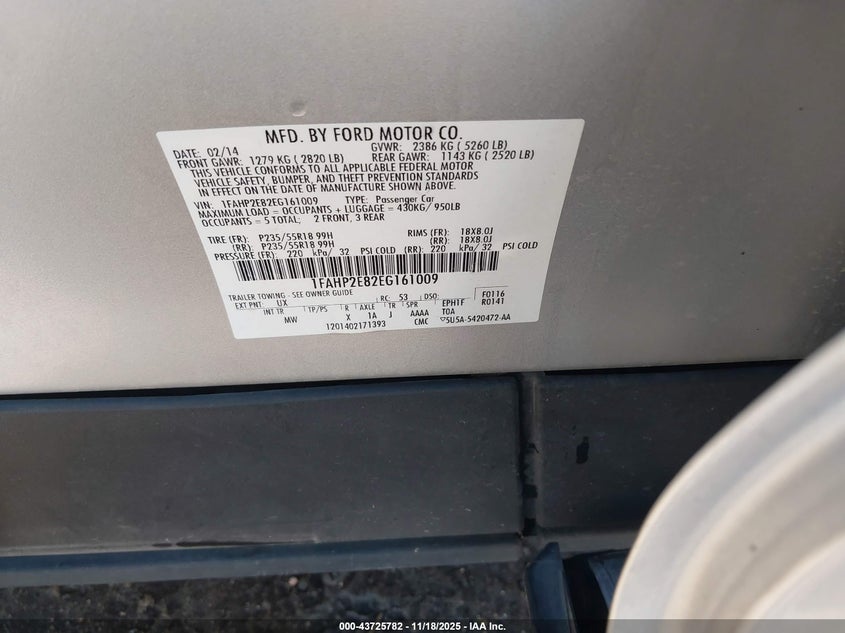 MFD. BY FORD MOTOR CO.
DATE: 02/14 GVWR: 2386 KG ( 5260 LB)
FRONT GAWR: 1279 KG ( 2820 LB) REAR GAWR: 1143 KG ( 2520 LB)
THIS VEHICLE CONFORMS TO ALL APPLICABLE FEDERAL MOTOR
VEHICLE SAFETY, BUMPER, AND THEFT PREVENTION STANDARDS
IN EFFECT ON THE DATE OF MANUFACTURE SHOWN ABOVE.
VIN: 1FAHP2E82EG161009 TYPE: Passenger Car
MAXIMUM LOAD = OCCUPANTS + LUGGAGE = 430KG/ 950LB
OCCUPANTS = 5 TOTAL; 2 FRONT, 3 REAR
TIRE (FR): P235/55R18 99H RIMS (FR): 18X8.0J
(RR): P235/55R18 99H (RR): 18X8.0J
PRESSURE (FR): 220 kPa/ 32 PSI COLD (RR): 220 kPa/ 32 PSI COLD
1FAHP2E82EG161009
TRAILER TOWING - SEE OWNER GUIDE RC: 53 DSO: F0116
EXT PNT: UX EPH1F R0141
INT TR TP/PS R AXLE TR SPR TOA
MW X 1A J AAAA
1201402171393 CMC 5U5A-5420472-AA
000-43725782 - 11/18/2025 - IAA Inc.